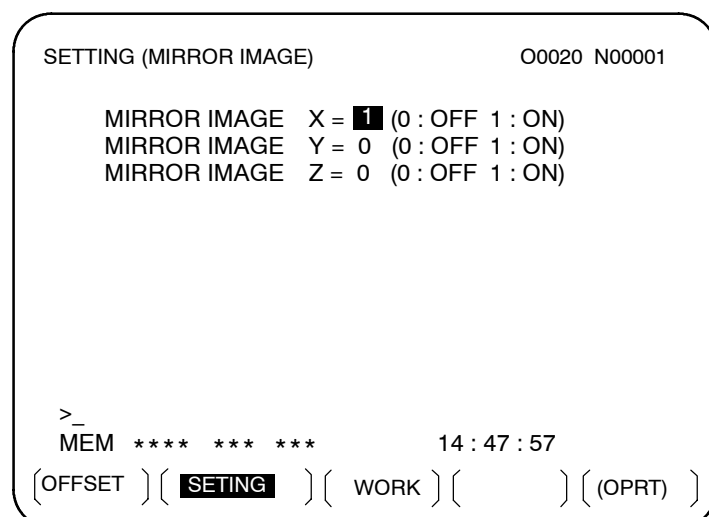 SETTING (MIRROR IMAGE) O0020 N00001
MIRROR IMAGE X = 1 (0 : OFF 1 : ON)
MIRROR IMAGE Y = 0 (0 : OFF 1 : ON)
MIRROR IMAGE Z = 0 (0 : OFF 1 : ON)
>_
MEM **** *** *** 14 : 47 : 57
[OFFSET ] [ SETING ] [ WORK ] [ ] [ (OPRT) ]